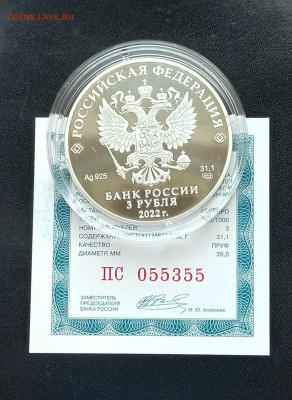 COINS-LAVE.RU
РОССИЙСКАЯ ФЕДЕРАЦИЯ
Ag 925
31,1
БАНК РОССИИ
3 РУБЛЯ
2022 г.
3
31,1
КАЧЕСТВО ПРУФ
ДИАМЕТР, ММ 39,0
ПС 055355
ЗАМЕСТИТЕЛЬ
ПРЕДСЕДАТЕЛЯ
БАНКА РОССИИ
М. Ю. Алексеев